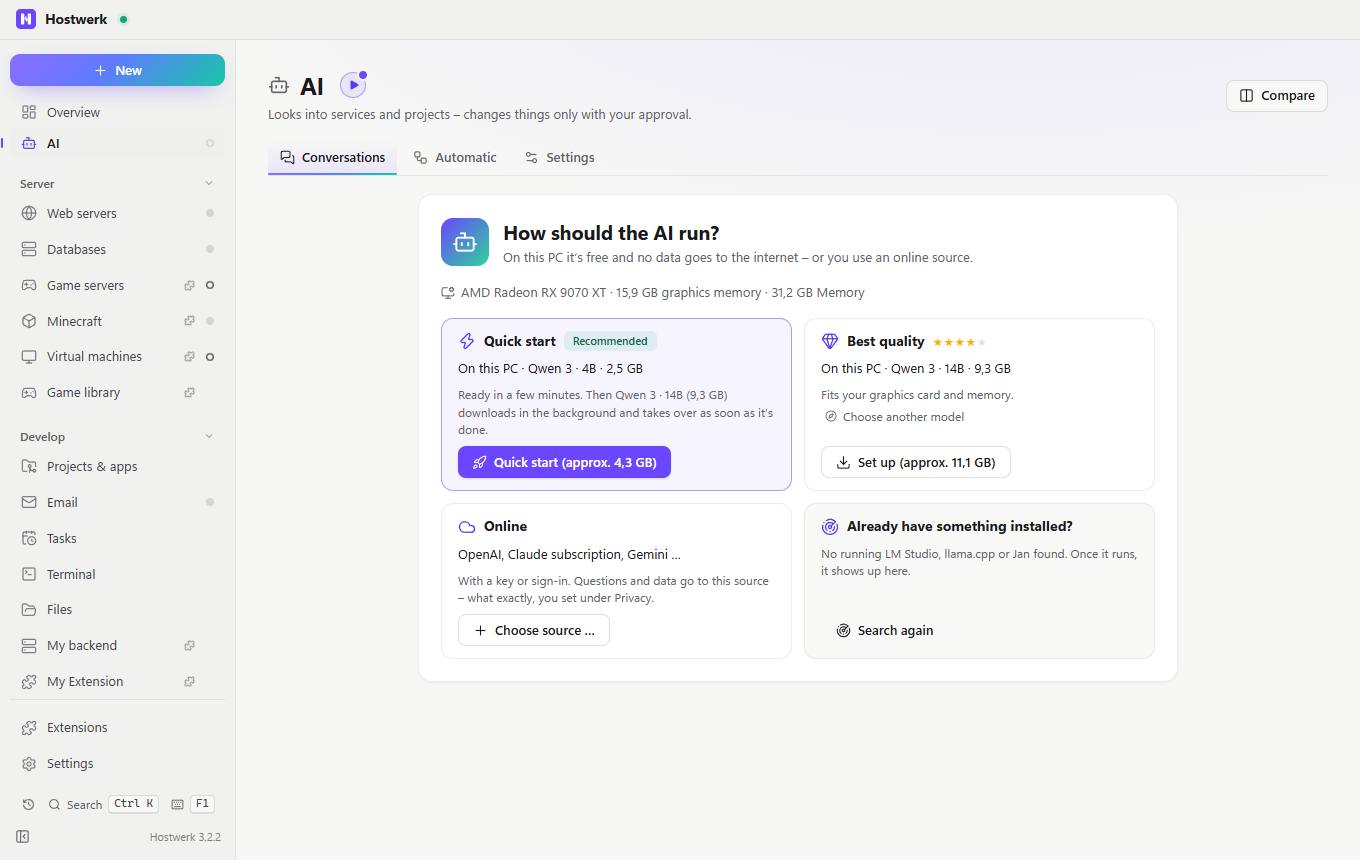 Hostwerk
New
Overview
AI
Server
Web servers
Databases
Game servers
Minecraft
Virtual machines
Game library
Develop
Projects & apps
Email
Tasks
Terminal
Files
My backend
My Extension
Extensions
Settings
Search Ctrl K F1
Hostwerk 3.2.2
AI
Looks into services and projects – changes things only with your approval.
Compare
Conversations Automatic Settings
How should the AI run?
On this PC it's free and no data goes to the internet – or you use an online source.
AMD Radeon RX 9070 XT · 15,9 GB graphics memory · 31,2 GB Memory
Quick start Recommended
On this PC · Qwen 3 · 4B · 2,5 GB
Ready in a few minutes. Then Qwen 3 · 14B (9,3 GB)
downloads in the background and takes over as soon as it's
done.
Quick start (approx. 4,3 GB)
Best quality ★★★★★
On this PC · Qwen 3 · 14B · 9,3 GB
Fits your graphics card and memory.
Choose another model
Set up (approx. 11,1 GB)
Online
OpenAI, Claude subscription, Gemini ...
With a key or sign-in. Questions and data go to this source
– what exactly, you set under Privacy.
Choose source ...
Already have something installed?
No running LM Studio, llama.cpp or Jan found. Once it runs,
it shows up here.
Search again